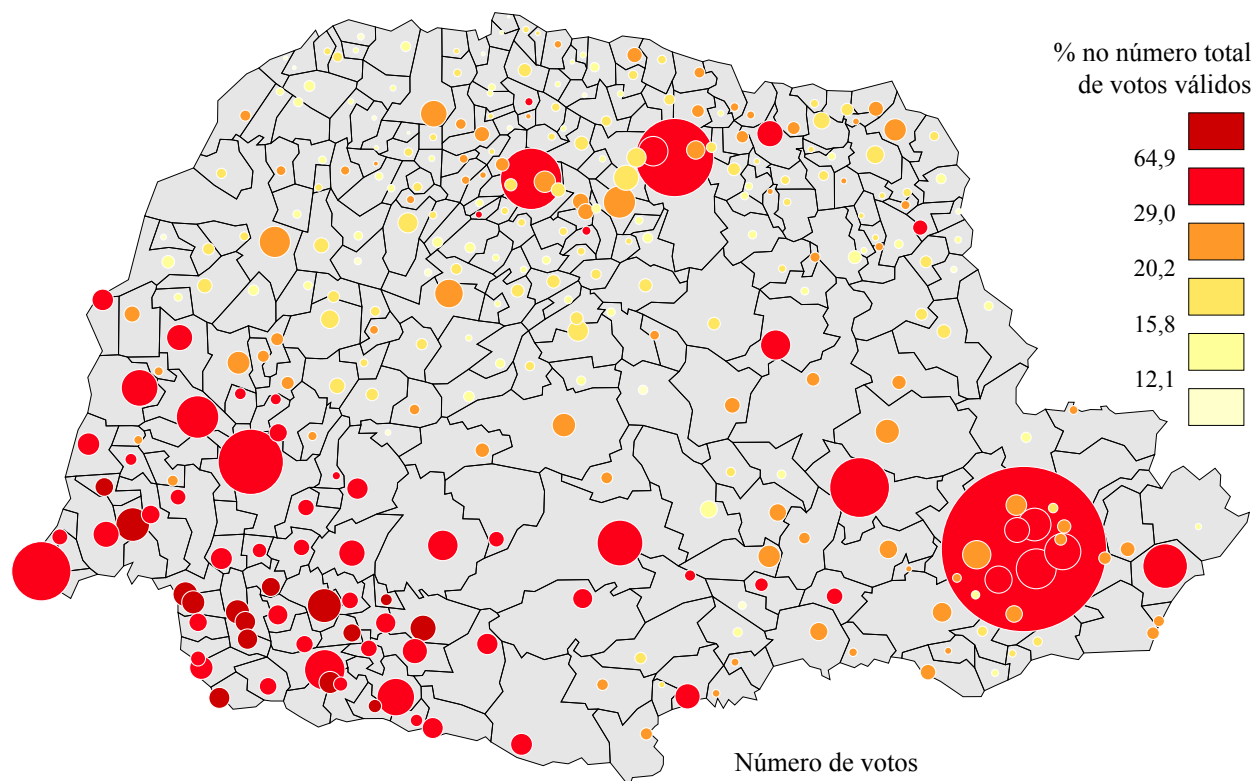 % no número total
de votos válidos
64,9
29,0
20,2
15,8
12,1
Número de votos